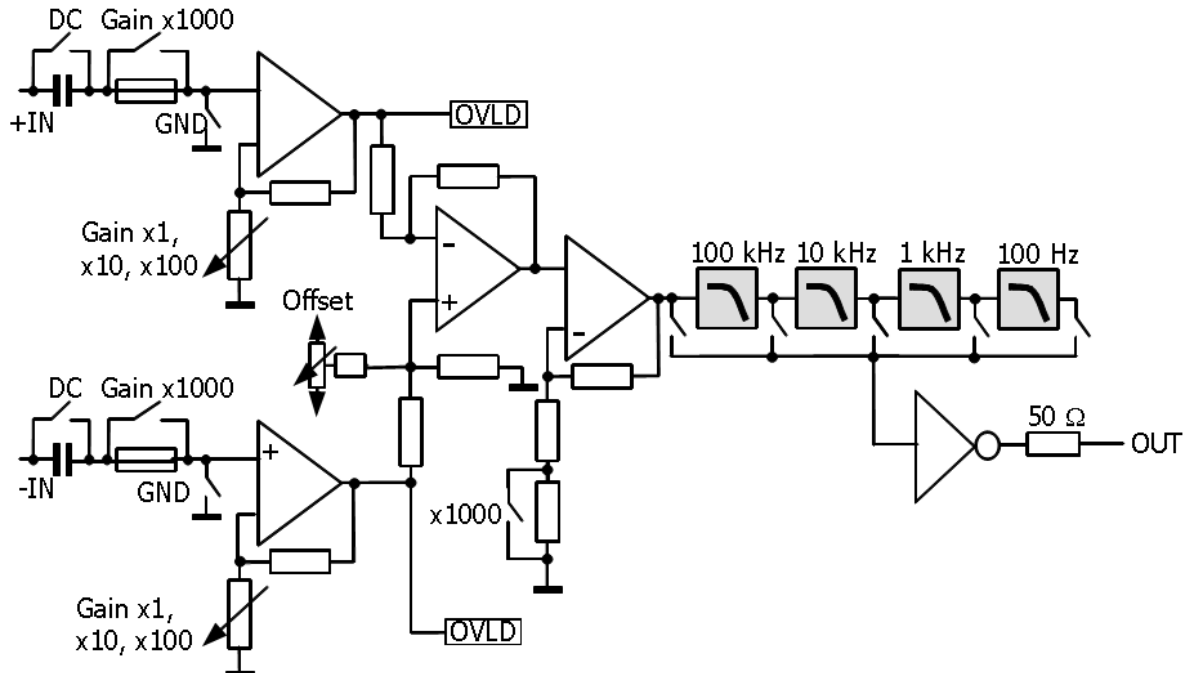 DC Gain x1000
+IN
GND
OVLD
Gain x1,
x10, x100
-
+
Offset
-
100 kHz 10 kHz 1 kHz 100 Hz
DC Gain x1000
-IN
GND
+
x1000
50 Ω
OUT
Gain x1,
x10, x100
OVLD